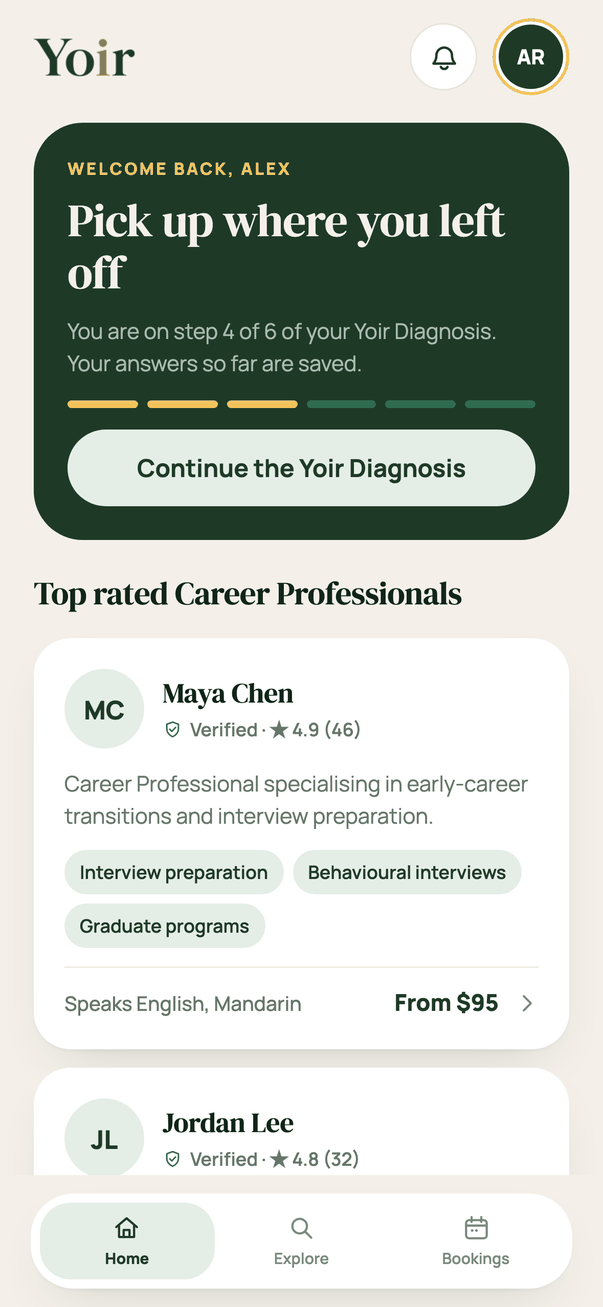 Yoir
AR
WELCOME BACK, ALEX
Pick up where you left
off
You are on step 4 of 6 of your Yoir Diagnosis.
Your answers so far are saved.
Continue the Yoir Diagnosis
Top rated Career Professionals
MC
Maya Chen
Verified · ★ 4.9 (46)
Career Professional specialising in early-career
transitions and interview preparation.
Interview preparation
Behavioural interviews
Graduate programs
Speaks English, Mandarin
From $95
JL
Jordan Lee
Verified · ★ 4.8 (32)
Home
Explore
Bookings